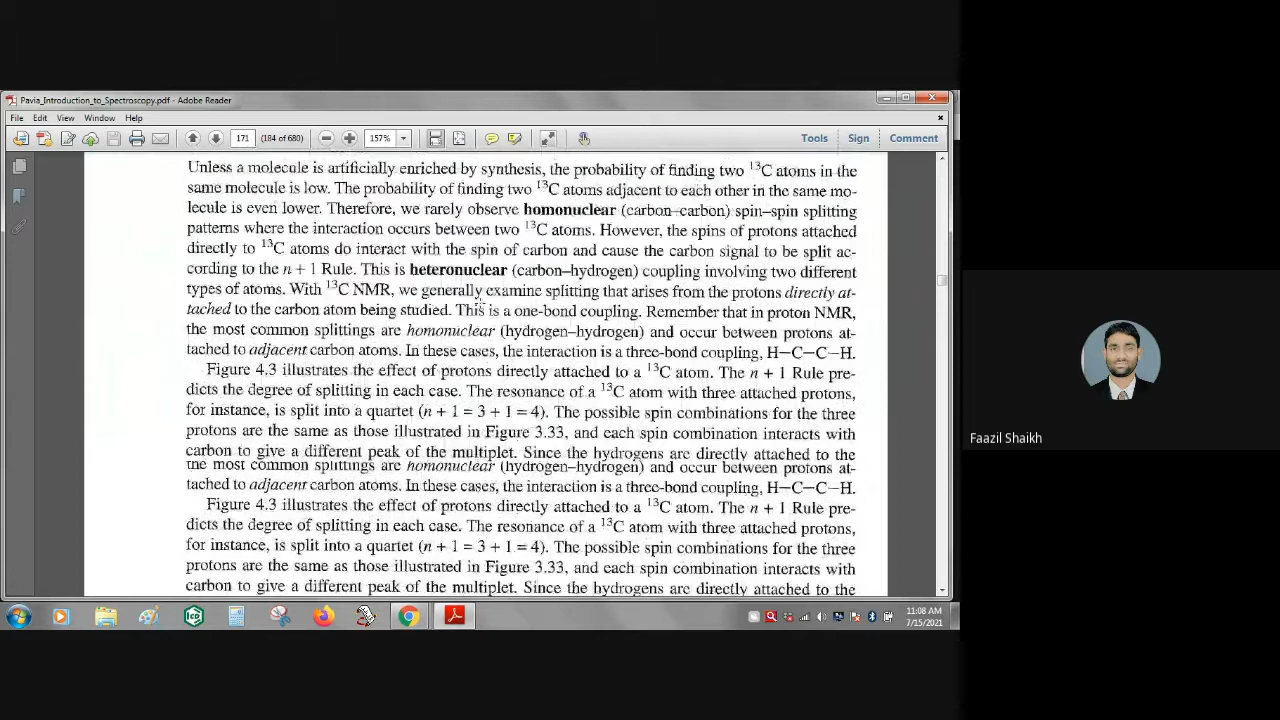 Pavia_Introduction_to_Spectroscopy.pdf - Adobe Reader
File Edit View Window Help
171 (184 of 680) 157% Tools Sign Comment
Unless a molecule is artificially enriched by synthesis, the probability of finding two ¹³C atoms in the
same molecule is low. The probability of finding two ¹³C atoms adjacent to each other in the same mo-
lecule is even lower. Therefore, we rarely observe homonuclear (carbon–carbon) spin–spin splitting
patterns where the interaction occurs between two ¹³C atoms. However, the spins of protons attached
directly to ¹³C atoms do interact with the spin of carbon and cause the carbon signal to be split ac-
cording to the n + 1 Rule. This is heteronuclear (carbon–hydrogen) coupling involving two different
types of atoms. With ¹³C NMR, we generally examine splitting that arises from the protons directly at-
tached to the carbon atom being studied. This is a one-bond coupling. Remember that in proton NMR,
the most common splittings are homonuclear (hydrogen–hydrogen) and occur between protons at-
tached to adjacent carbon atoms. In these cases, the interaction is a three-bond coupling, H–C–C–H.
Figure 4.3 illustrates the effect of protons directly attached to a ¹³C atom. The n + 1 Rule pre-
dicts the degree of splitting in each case. The resonance of a ¹³C atom with three attached protons,
for instance, is split into a quartet (n + 1 = 3 + 1 = 4). The possible spin combinations for the three
protons are the same as those illustrated in Figure 3.33, and each spin combination interacts with
carbon to give a different peak of the multiplet. Since the hydrogens are directly attached to the
the most common splittings are homonuclear (hydrogen–hydrogen) and occur between protons at-
tached to adjacent carbon atoms. In these cases, the interaction is a three-bond coupling, H–C–C–H.
Figure 4.3 illustrates the effect of protons directly attached to a ¹³C atom. The n + 1 Rule pre-
dicts the degree of splitting in each case. The resonance of a ¹³C atom with three attached protons,
for instance, is split into a quartet (n + 1 = 3 + 1 = 4). The possible spin combinations for the three
protons are the same as those illustrated in Figure 3.33, and each spin combination interacts with
carbon to give a different peak of the multiplet. Since the hydrogens are directly attached to the
11:08 AM
7/15/2021
Faazil Shaikh